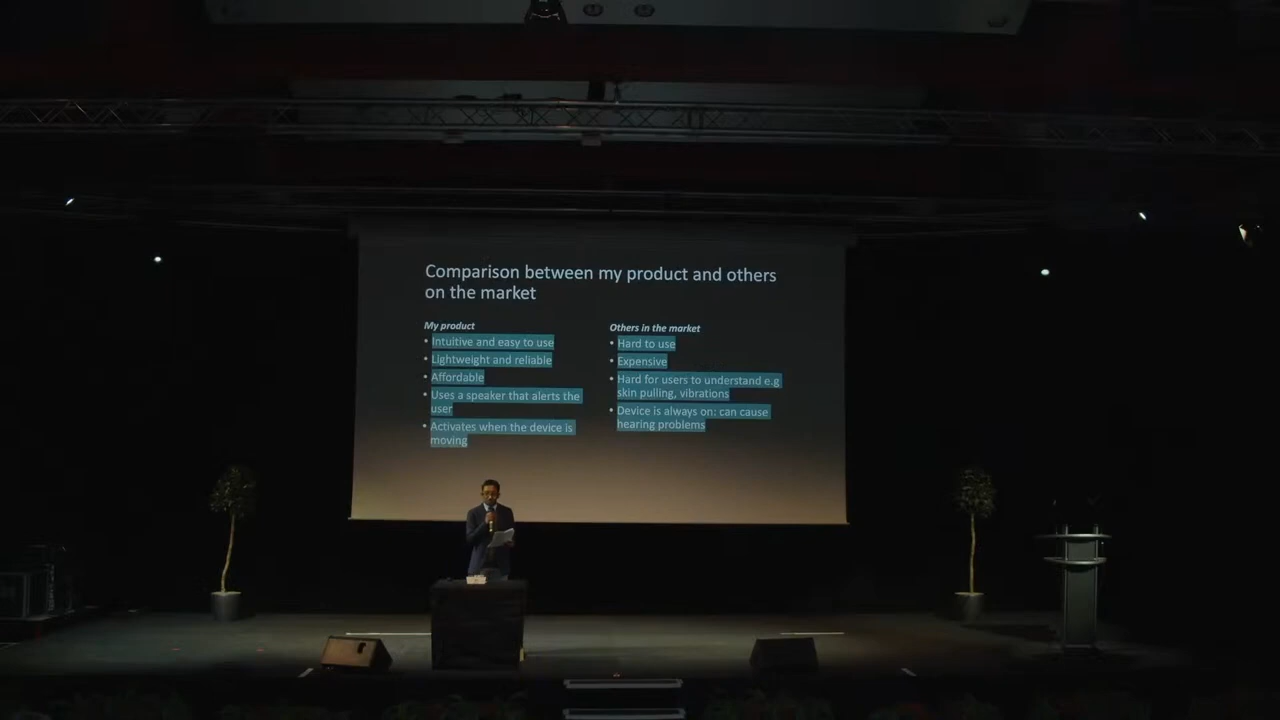 Comparison between my product and others
on the market
My product
• Intuitive and easy to use
• Lightweight and reliable
• Affordable
• Uses a speaker that alerts the
user
• Activates when the device is
moving
Others in the market
• Hard to use
• Expensive
• Hard for users to understand e.g
skin pulling, vibrations
• Device is always on: can cause
hearing problems